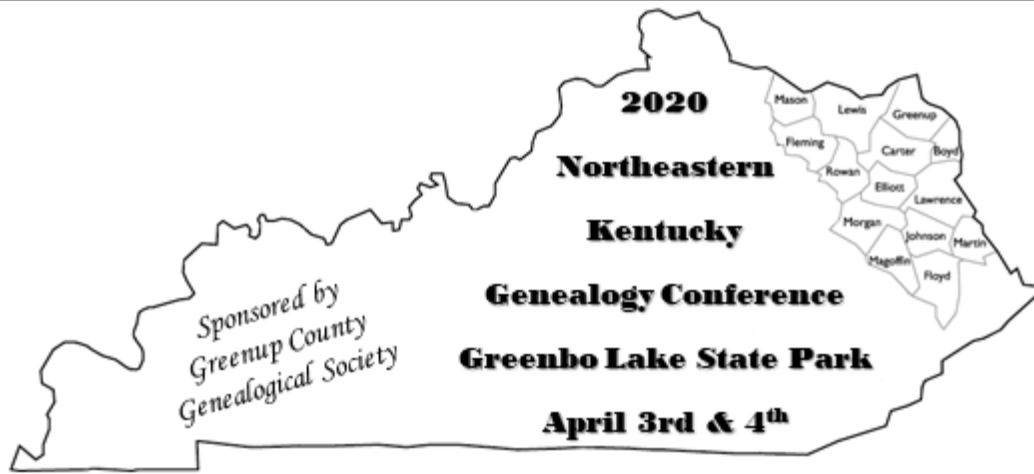 2020
Northeastern
Kentucky
Genealogy Conference
Greenbo Lake State Park
April 3rd & 4th
Sponsored by
Greenup County
Genealogical Society
Mason
Lewis
Greenup
Fleming
Carter
Boyd
Rowan
Elliott
Lawrence
Morgan
Johnson
Martin
Magoffin
Floyd